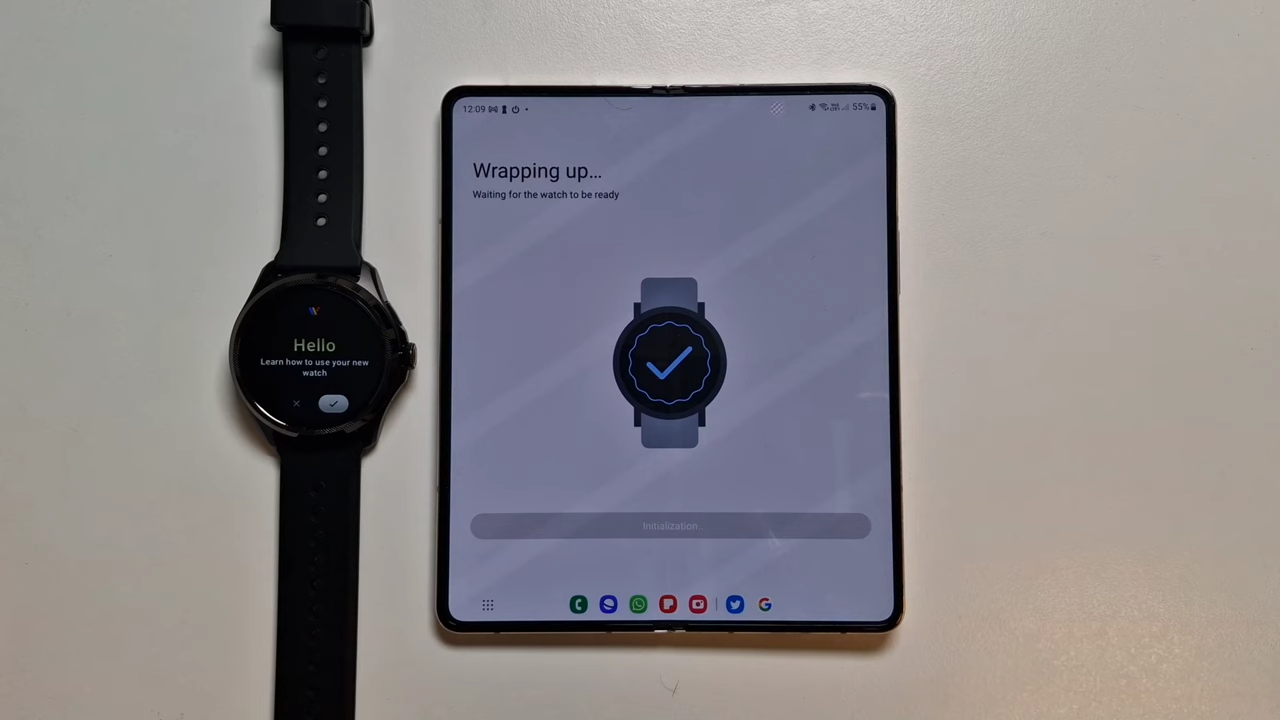 Hello
Learn how to use your new
watch
12:09
55%
Wrapping up...
Waiting for the watch to be ready
Initialization..